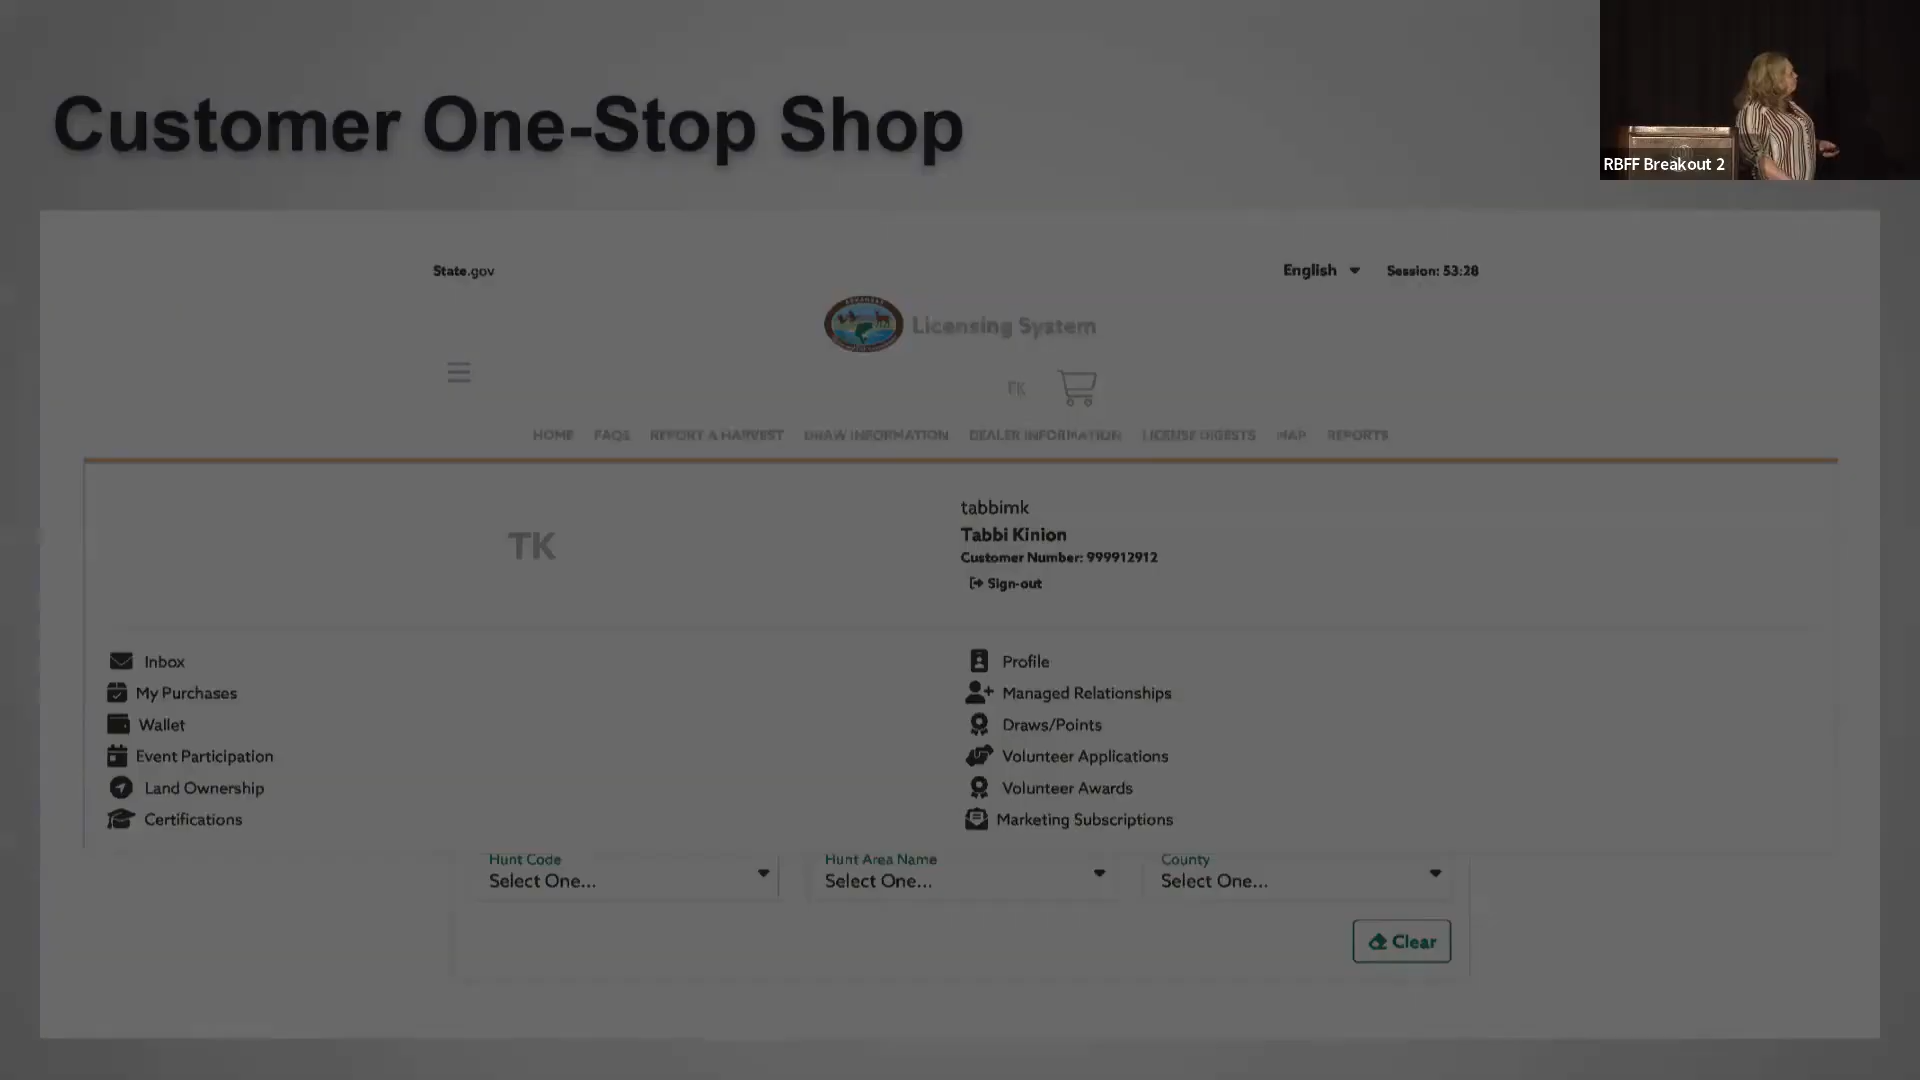 Customer One-Stop Shop
RBFF Breakout 2
State.gov
English
Session: 53:28
Licensing System
TK
HOME FAQS REPORT A HARVEST DRAW INFORMATION DEALER INFORMATION LICENSE DIGESTS MAP REPORTS
tabbimk
TK
Tabbi Kinion
Customer Number: 999912912
Sign-out
Inbox
Profile
My Purchases
Managed Relationships
Wallet
Draws/Points
Event Participation
Volunteer Applications
Land Ownership
Volunteer Awards
Certifications
Marketing Subscriptions
Hunt Code
Hunt Area Name
County
Select One...
Select One...
Select One...
Clear